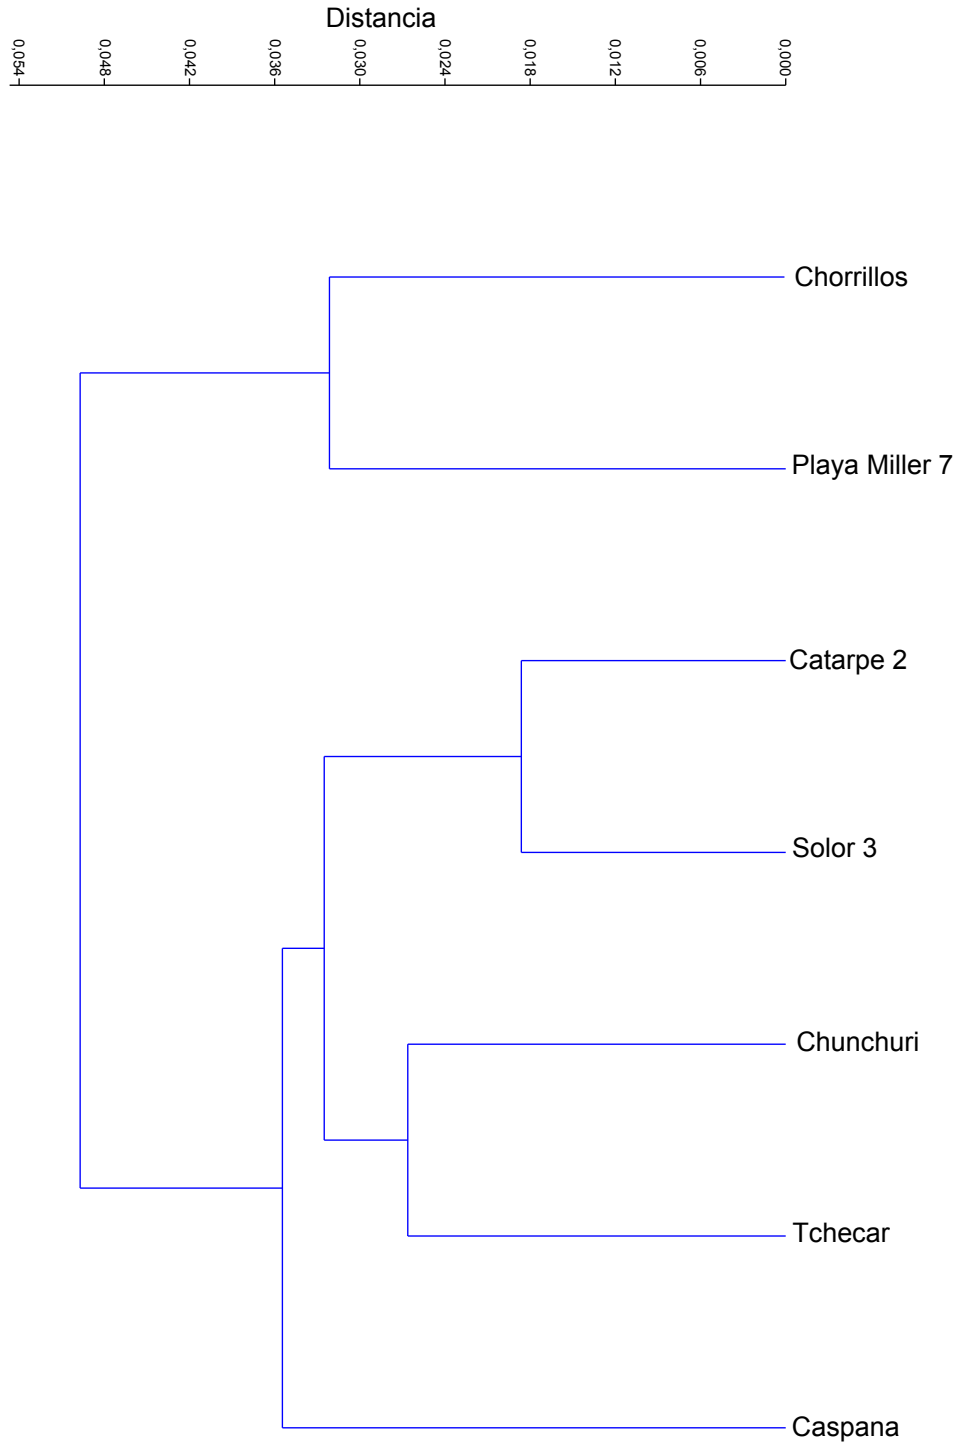 Distancia
0,054
0,048
0,042
0,036
0,030
0,024
0,018
0,012
0,006
0,000
Chorrillos
Playa Miller 7
Catarpe 2
Solor 3
Chunchuri
Tchecar
Caspana